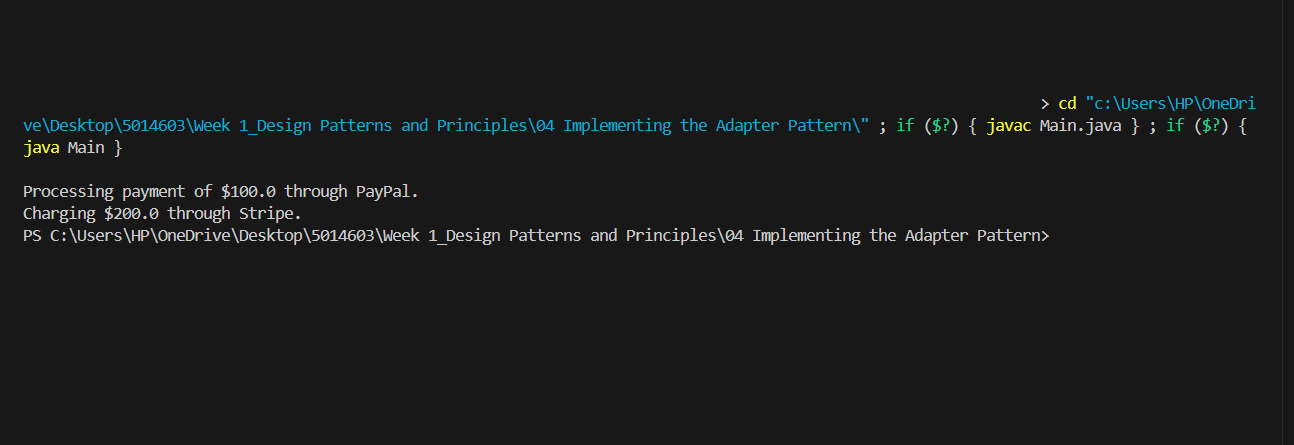 > cd "c:\Users\HP\OneDri
ve\Desktop\5014603\Week 1_Design Patterns and Principles\04 Implementing the Adapter Pattern\" ; if ($?) { javac Main.java } ; if ($?) {
java Main }
Processing payment of $100.0 through PayPal.
Charging $200.0 through Stripe.
PS C:\Users\HP\OneDrive\Desktop\5014603\Week 1_Design Patterns and Principles\04 Implementing the Adapter Pattern>